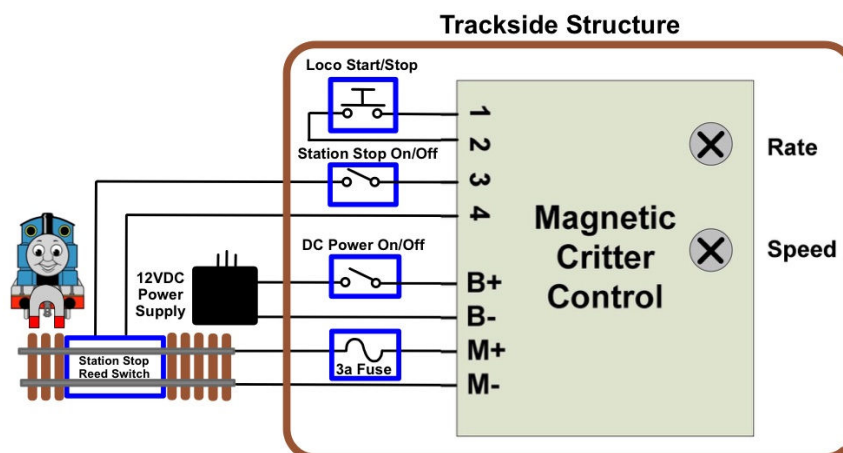 Trackside Structure
Loco Start/Stop
1
2
Station Stop On/Off
3
4
DC Power On/Off
12VDC
Power
Supply
B+
B-
M+
3a Fuse
M-
Station Stop
Reed Switch
Magnetic
Critter
Control
Rate
Speed